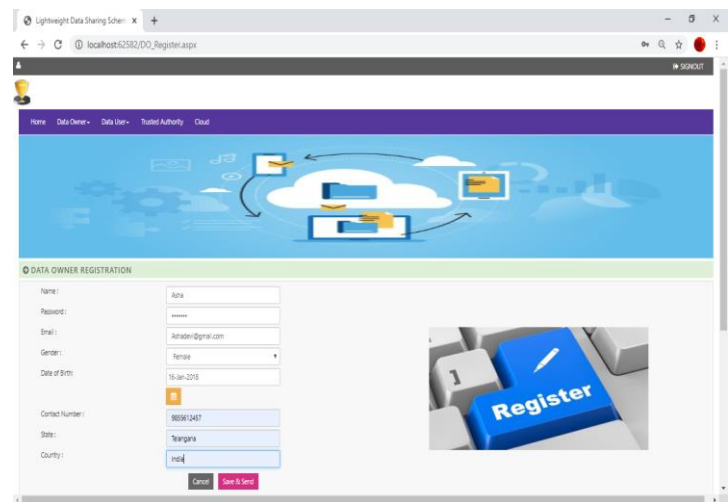 Lightweight Data Sharing Schem
localhost:62582/DO_Register.aspx
SIGNOUT
Home Data Owner Data User Trusted Authority Cloud
DATA OWNER REGISTRATION
Name : Asha
Password : •••••••
Email : Ashadevi@gmail.com
Gender : Female
Date of Birth: 16-Jan-2018
Contact Number : 9055612457
State : Telangana
Country : India
Cancel Save & Send
Register